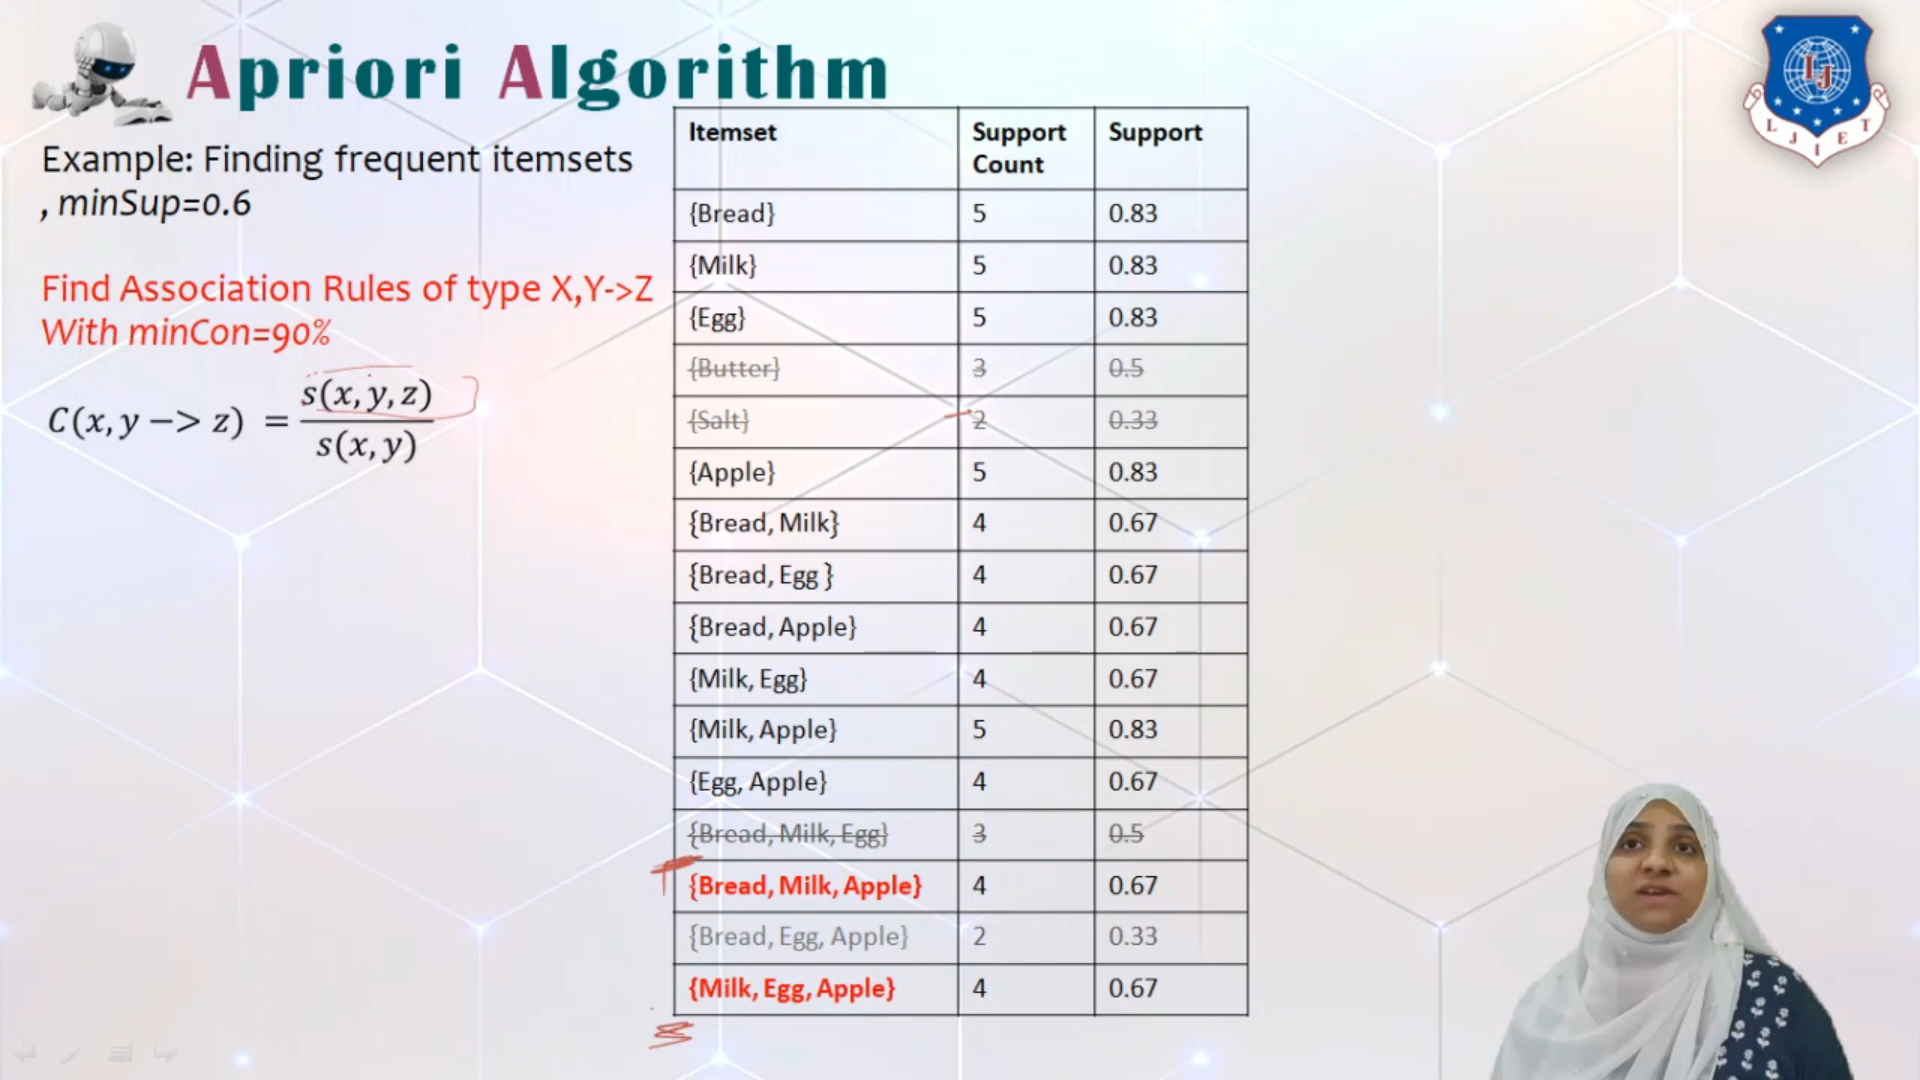 Apriori Algorithm
Example: Finding frequent itemsets
, minSup=0.6
Find Association Rules of type X,Y->Z
With minCon=90%
C(x, y -> z) = s(x, y, z) / s(x, y)
Itemset Support Count Support
{Bread} 5 0.83
{Milk} 5 0.83
{Egg} 5 0.83
{Butter} 3 0.5
{Salt} 2 0.33
{Apple} 5 0.83
{Bread, Milk} 4 0.67
{Bread, Egg } 4 0.67
{Bread, Apple} 4 0.67
{Milk, Egg} 4 0.67
{Milk, Apple} 5 0.83
{Egg, Apple} 4 0.67
{Bread, Milk, Egg} 3 0.5
{Bread, Milk, Apple} 4 0.67
{Bread, Egg, Apple} 2 0.33
{Milk, Egg, Apple} 4 0.67
LJ
L J I E T